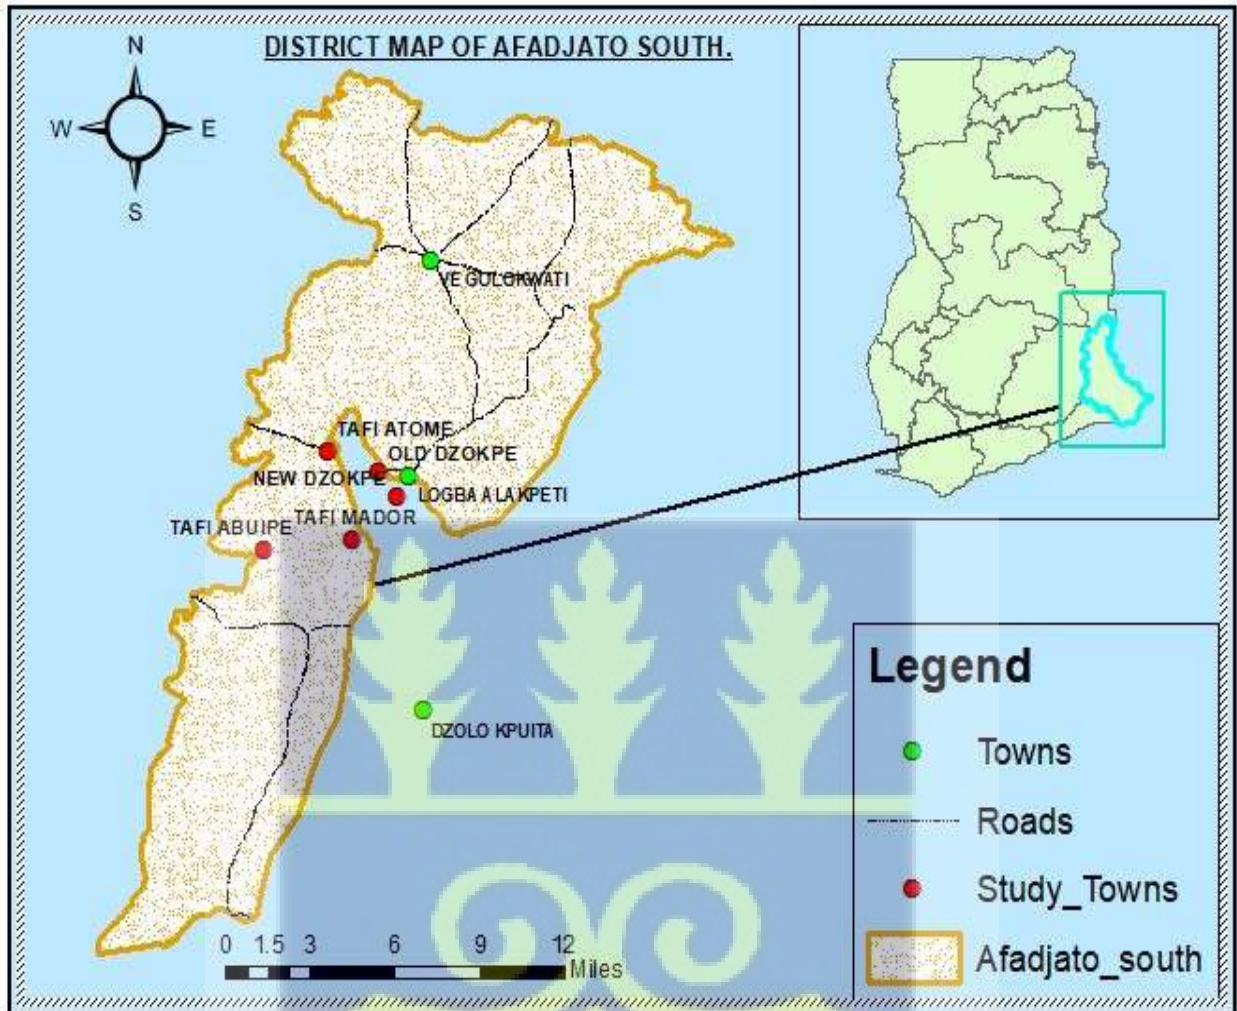 DISTRICT MAP OF AFADJATO SOUTH.
N
W
E
S
VE GOLOKWATI
TAFI ATOME
OLD DZOKPE
NEW DZOKPE
LOGBA ALAKPETI
TAFI MADOR
TAFI ABUIPE
DZOLO KPUITA
Legend
Towns
Roads
Study_Towns
Afadjato_south
0 1.5 3 6 9 12
Miles